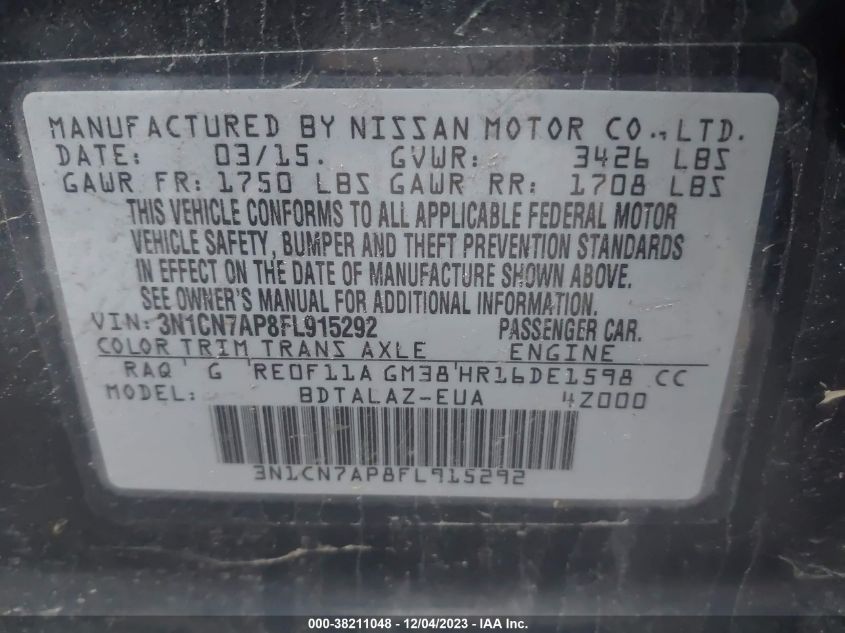 MANUFACTURED BY NISSAN MOTOR CO., LTD.
DATE: 03/15. GVWR: 3426 LBS
GAWR FR: 1750 LBS GAWR RR: 1708 LBS
THIS VEHICLE CONFORMS TO ALL APPLICABLE FEDERAL MOTOR
VEHICLE SAFETY, BUMPER AND THEFT PREVENTION STANDARDS
IN EFFECT ON THE DATE OF MANUFACTURE SHOWN ABOVE.
SEE OWNER'S MANUAL FOR ADDITIONAL INFORMATION.
VIN: 3N1CN7AP8FL915292 PASSENGER CAR.
COLOR TRIM TRANS AXLE ENGINE
RAQ G RE0F11A GM38 HR16DE1598 CC
MODEL: BDTALAZ-EUA 4Z000
3N1CN7AP8FL915292
000-38211048 - 12/04/2023 - IAA Inc.